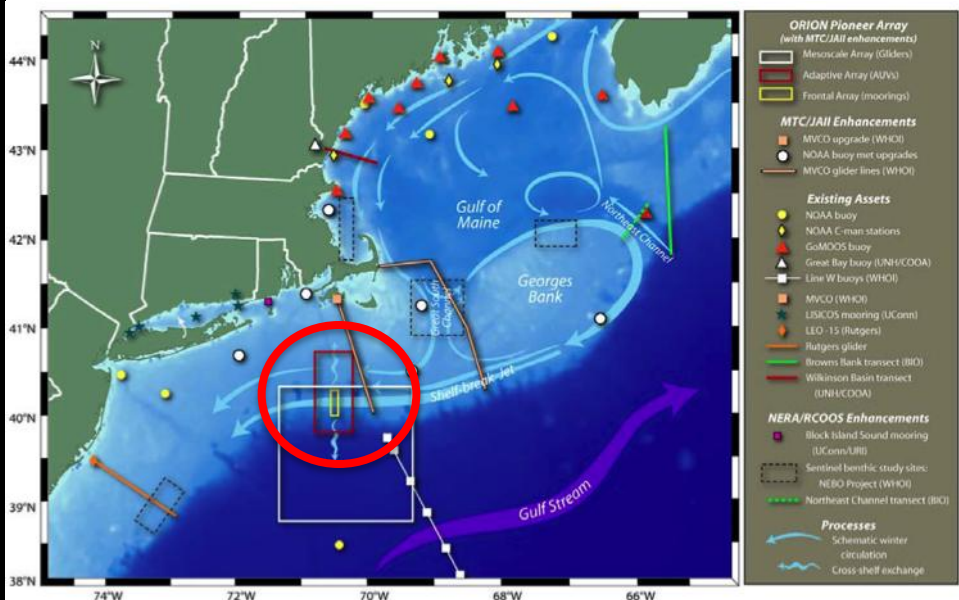 N
44°N
43°N
42°N
41°N
40°N
39°N
38°N
74°W
72°W
70°W
68°W
66°W
Gulf of
Maine
Northeast Channel
Georges
Bank
Great South
Channel
Shelf-break Jet
Gulf Stream
ORION Pioneer Array
(with MTC/JAII enhancements)
Mesoscale Array (Gliders)
Adaptive Array (AUVs)
Frontal Array (moorings)
MTC/JAII Enhancements
MVCO upgrade (WHOI)
NOAA buoy met upgrades
MVCO glider lines (WHOI)
Existing Assets
NOAA buoy
NOAA C-man stations
GoMOOS buoy
Great Bay buoy (UNH/COOA)
Line W buoys (WHOI)
MVCO (WHOI)
LISICOS mooring (UConn)
LEO -15 (Rutgers)
Rutgers glider
Browns Bank transect (BIO)
Wilkinson Basin transect
(UNH/COOA)
NERA/RCOOS Enhancements
Block Island Sound mooring
(UConn/URI)
Sentinel benthic study sites:
NEBO Project (WHOI)
Northeast Channel transect (BIO)
Processes
Schematic winter
circulation
Cross-shelf exchange